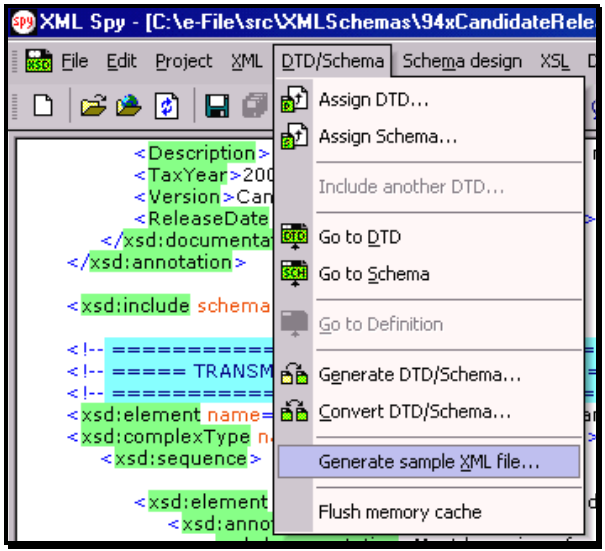 XML Spy - [C:\e-File\src\XMLSchemas\94xCandidateRelea
File Edit Project XML DTD/Schema Schema design XSL D
Assign DTD...
Assign Schema...
Include another DTD...
Go to DTD
Go to Schema
Go to Definition
Generate DTD/Schema...
Convert DTD/Schema...
Generate sample XML file...
Flush memory cache
<Description>
<TaxYear>200
<Version>Can
<ReleaseDate
</xsd:documenta
</xsd:annotation>
<xsd:include schema
<!-- ==============
<!-- ===== TRANSM
<!-- ==============
<xsd:element name=
<xsd:complexType na
<xsd:sequence>
<xsd:element
<xsd:annot